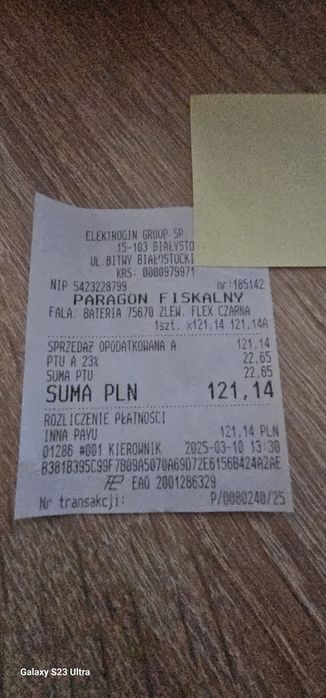 ELEKTROGIN GROUP SP.
15-103 BIAŁYSTO
UL.BITWY BIAŁOSTOCKI
KRS: 0000979971
NIP 5423228799 nr:185142
PARAGON FISKALNY
FALA. BATERIA 75670 ZLEW. FLEX CZARNA
1szt. x121,14 121,14A
SPRZEDAŻ OPODATKOWANA A 121,14
PTU A 23% 22,65
SUMA PTU 22,65
SUMA PLN 121,14
ROZLICZENIE PŁATNOŚCI
INNA PAYU 121,14 PLN
01286 #001 KIEROWNIK 2025-03-10 13:30
B381B395C99F7B09A5070A69D72E6156B424A2AE
EAO 2001286329
Nr transakcji: P/0080240/25
Galaxy S23 Ultra